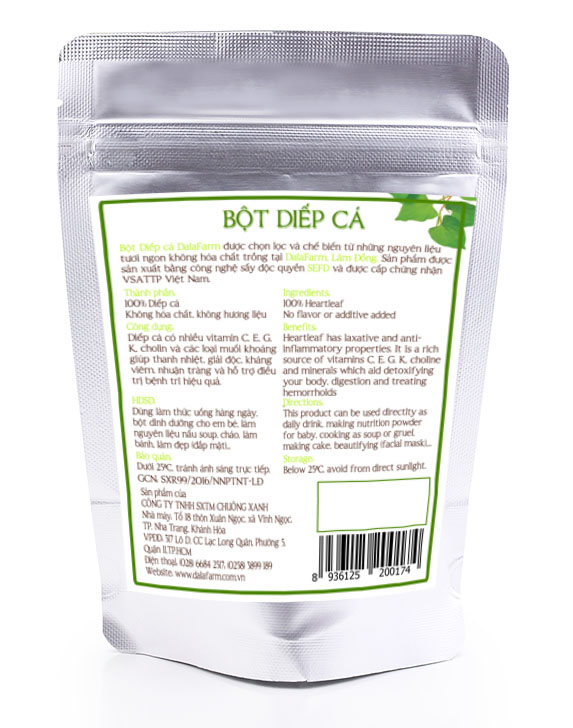 BỘT DIẾP CÁ
Bột Diếp cá DalaFarm được chọn lọc và chế biến từ những nguyên liệu
tươi ngon không hóa chất trồng tại DalaFarm, Lâm Đồng. Sản phẩm được
sản xuất bằng công nghệ sấy độc quyền SEFD và được cấp chứng nhận
VSATTP Việt Nam.
Thành phần:
100% Diếp cá
Không hóa chất, không hương liệu
Công dụng:
Diếp cá có nhiều vitamin C, E, G,
K, cholin và các loại muối khoáng
giúp thanh nhiệt, giải độc, kháng
viêm, nhuận tràng và hỗ trợ điều
trị bệnh trĩ hiệu quả.
HDSD:
Dùng làm thức uống hàng ngày,
bột dinh dưỡng cho em bé, làm
nguyên liệu nấu soup, cháo, làm
bánh, làm đẹp (đắp mặt)...
Bảo quản:
Dưới 25ºC, tránh ánh sáng trực tiếp.
GCN: SXR99/2016/NNPTNT-LĐ
Sản phẩm của
CÔNG TY TNHH SXTM CHUÔNG XANH
Nhà máy: Tổ 18 thôn Xuân Ngọc, xã Vĩnh Ngọc,
TP. Nha Trang, Khánh Hòa
VPĐD: 317 Lô D, CC Lạc Long Quân, Phường 5,
Quận 11,TP.HCM
Điện thoại: (028) 6684 2517, (0258) 3899 189
Website: www.dalafarm.com.vn
Ingredients:
100% Heartleaf
No flavor or additive added
Benefits:
Heartleaf has laxative and anti-
inflammatory properties. It is a rich
source of vitamins C, E, G, K, choline
and minerals which aid detoxifying
your body, digestion and treating
hemorrhoids
Directions:
This product can be used directlty as
daily drink, making nutrition powder
for baby, cooking as soup or gruel,
making cake, beautifying (facial mask)...
Storage:
Below 25ºC, avoid from direct sunlight.
8 936125 200174